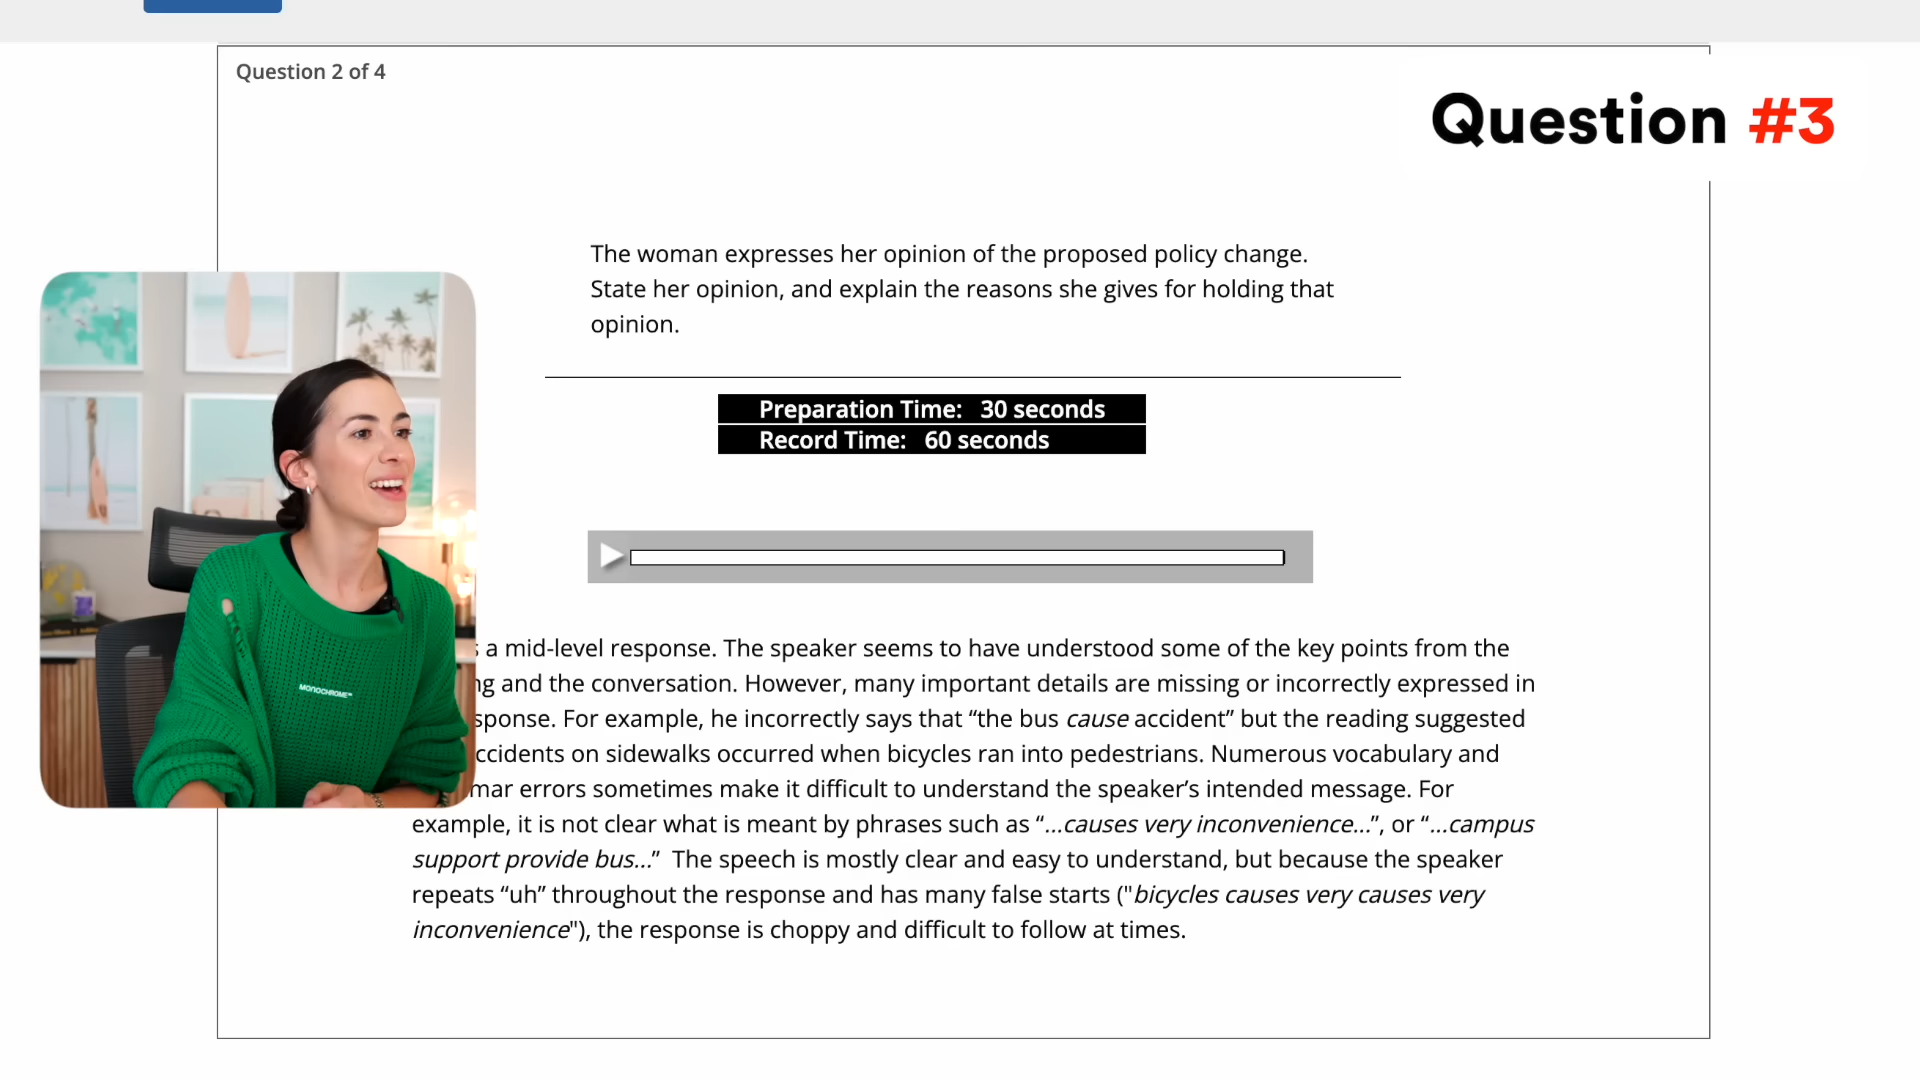 Question 2 of 4
Question #3
The woman expresses her opinion of the proposed policy change.
State her opinion, and explain the reasons she gives for holding that
opinion.
Preparation Time: 30 seconds
Record Time: 60 seconds
a mid-level response. The speaker seems to have understood some of the key points from the
and the conversation. However, many important details are missing or incorrectly expressed in
For example, he incorrectly says that “the bus cause accident” but the reading suggested
on sidewalks occurred when bicycles ran into pedestrians. Numerous vocabulary and
errors sometimes make it difficult to understand the speaker’s intended message. For
example, it is not clear what is meant by phrases such as “...causes very inconvenience...”, or “...campus
support provide bus...” The speech is mostly clear and easy to understand, but because the speaker
repeats “uh” throughout the response and has many false starts ("bicycles causes very causes very
inconvenience"), the response is choppy and difficult to follow at times.
MONOCHROME™